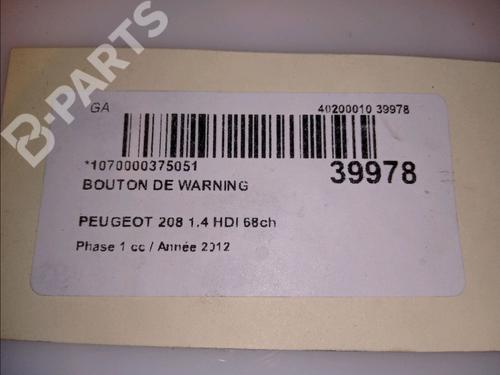 B-PARTS
GA 40200010 39978
*1070000375051 39978
BOUTON DE WARNING
PEUGEOT 208 1.4 HDI 68ch
Phase 1 cc / Année 2012